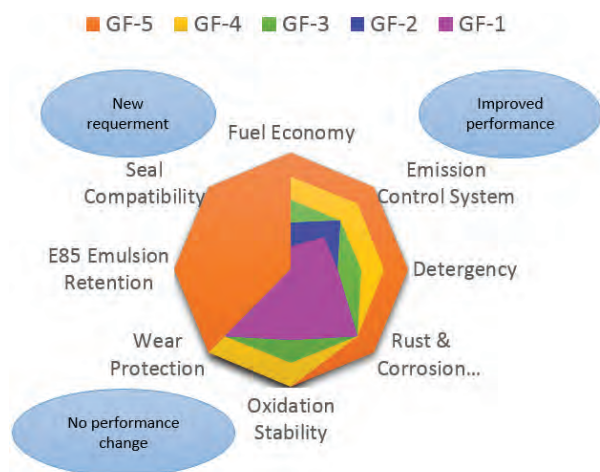 GF-5 GF-4 GF-3 GF-2 GF-1
New
requerment
Improved
performance
Fuel Economy
Seal
Compatibility
Emission
Control System
E85 Emulsion
Retention
Detergency
Wear
Protection
Rust &
Corrosion...
Oxidation
Stability
No performance
change